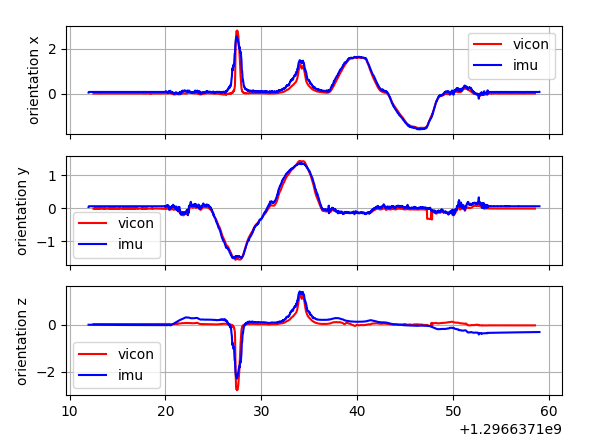 orientation x
2
0
vicon
imu
orientation y
1
0
−1
vicon
imu
orientation z
0
−2
vicon
imu
10 20 30 40 50 60
+1.2966371e9